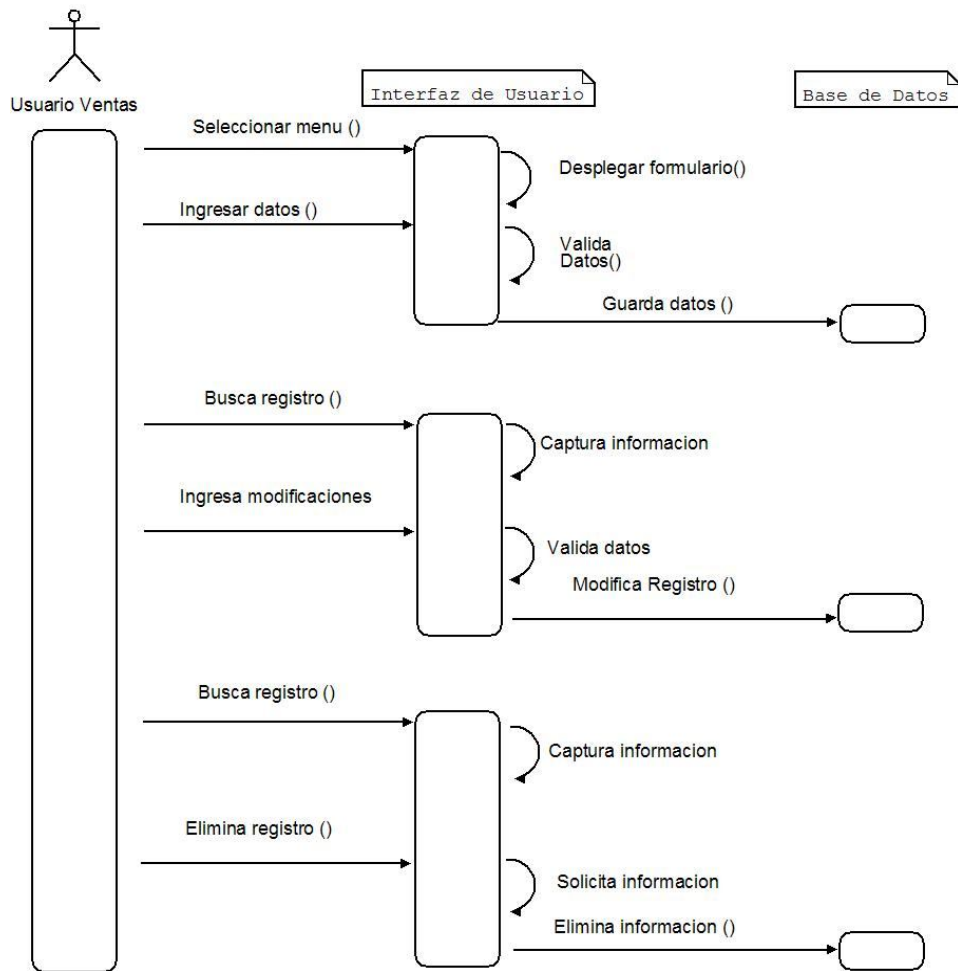 Usuario Ventas
Interfaz de Usuario
Base de Datos
Seleccionar menu ()
Desplegar formulario()
Ingresar datos ()
Valida
Datos()
Guarda datos ()
Busca registro ()
Captura informacion
Ingresa modificaciones
Valida datos
Modifica Registro ()
Busca registro ()
Captura informacion
Elimina registro ()
Solicita informacion
Elimina informacion ()